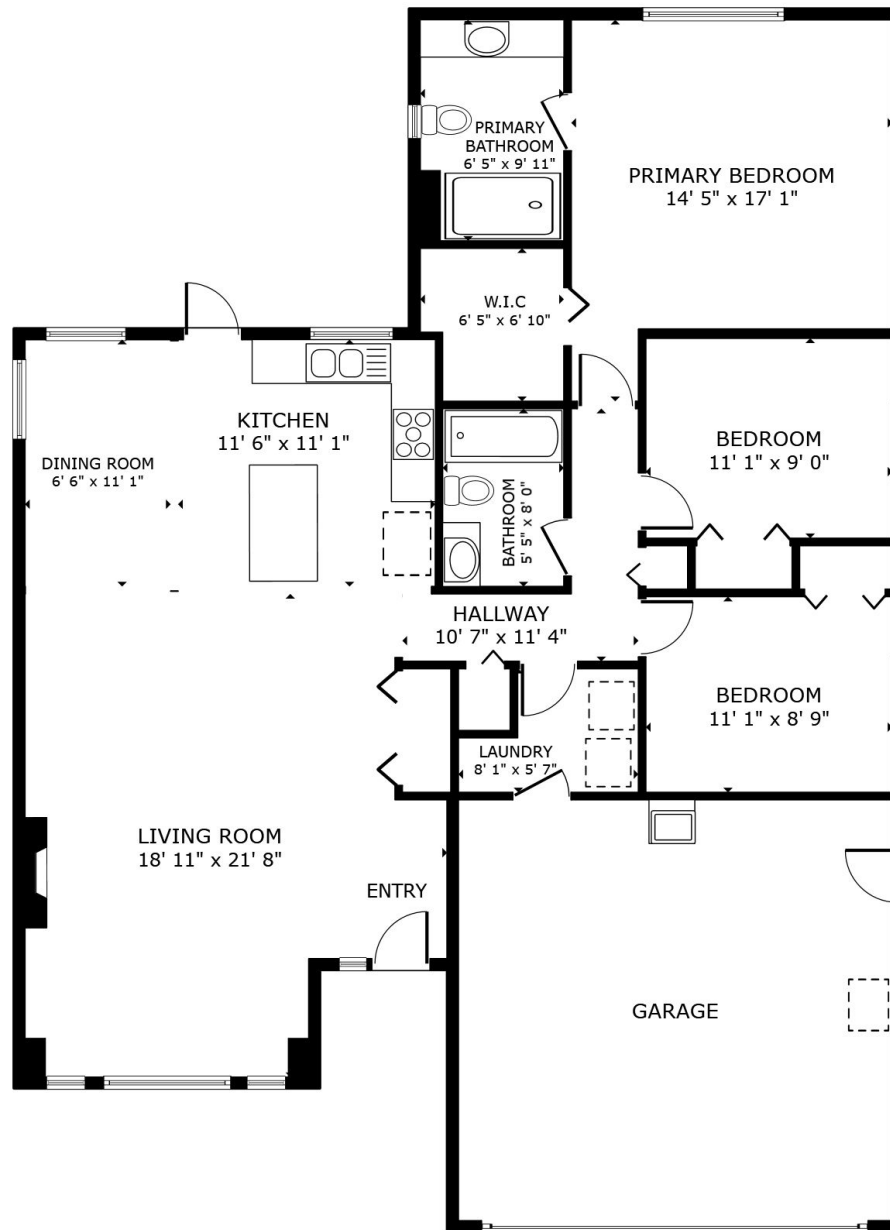 PRIMARY
BATHROOM
6' 5" x 9' 11"
PRIMARY BEDROOM
14' 5" x 17' 1"
W.I.C
6' 5" x 6' 10"
KITCHEN
11' 6" x 11' 1"
DINING ROOM
6' 6" x 11' 1"
BEDROOM
11' 1" x 9' 0"
BATHROOM
5' 5" x 8' 0"
HALLWAY
10' 7" x 11' 4"
BEDROOM
11' 1" x 8' 9"
LAUNDRY
8' 1" x 5' 7"
LIVING ROOM
18' 11" x 21' 8"
ENTRY
GARAGE